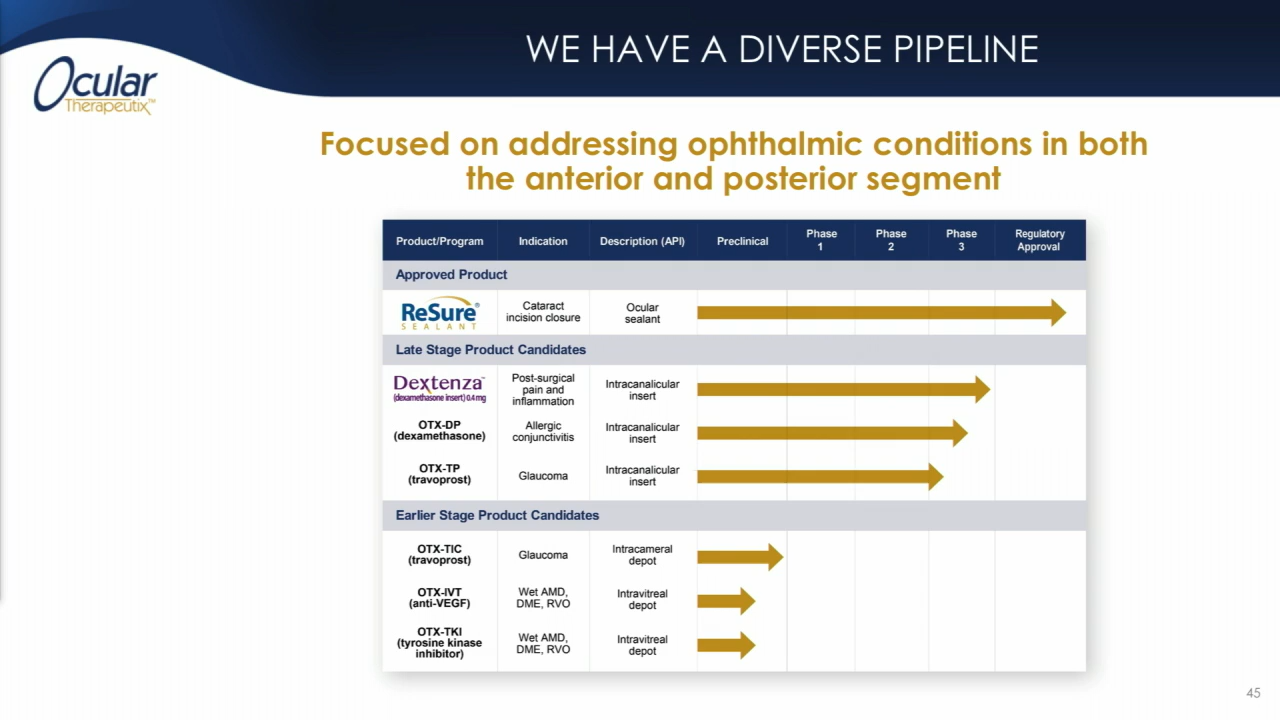 WE HAVE A DIVERSE PIPELINE
Ocular
Therapeutix™
Focused on addressing ophthalmic conditions in both
the anterior and posterior segment
Product/Program
Indication
Description (API)
Preclinical
Phase
1
Phase
2
Phase
3
Regulatory
Approval
Approved Product
ReSure®
SEALANT
Cataract
incision closure
Ocular
sealant
Late Stage Product Candidates
Dextenza™
(dexamethasone insert) 0.4 mg
Post-surgical
pain and
inflammation
Intracanalicular
insert
OTX-DP
(dexamethasone)
Allergic
conjunctivitis
Intracanalicular
insert
OTX-TP
(travoprost)
Glaucoma
Intracanalicular
insert
Earlier Stage Product Candidates
OTX-TIC
(travoprost)
Glaucoma
Intracameral
depot
OTX-IVT
(anti-VEGF)
Wet AMD,
DME, RVO
Intravitreal
depot
OTX-TKI
(tyrosine kinase
inhibitor)
Wet AMD,
DME, RVO
Intravitreal
depot
45